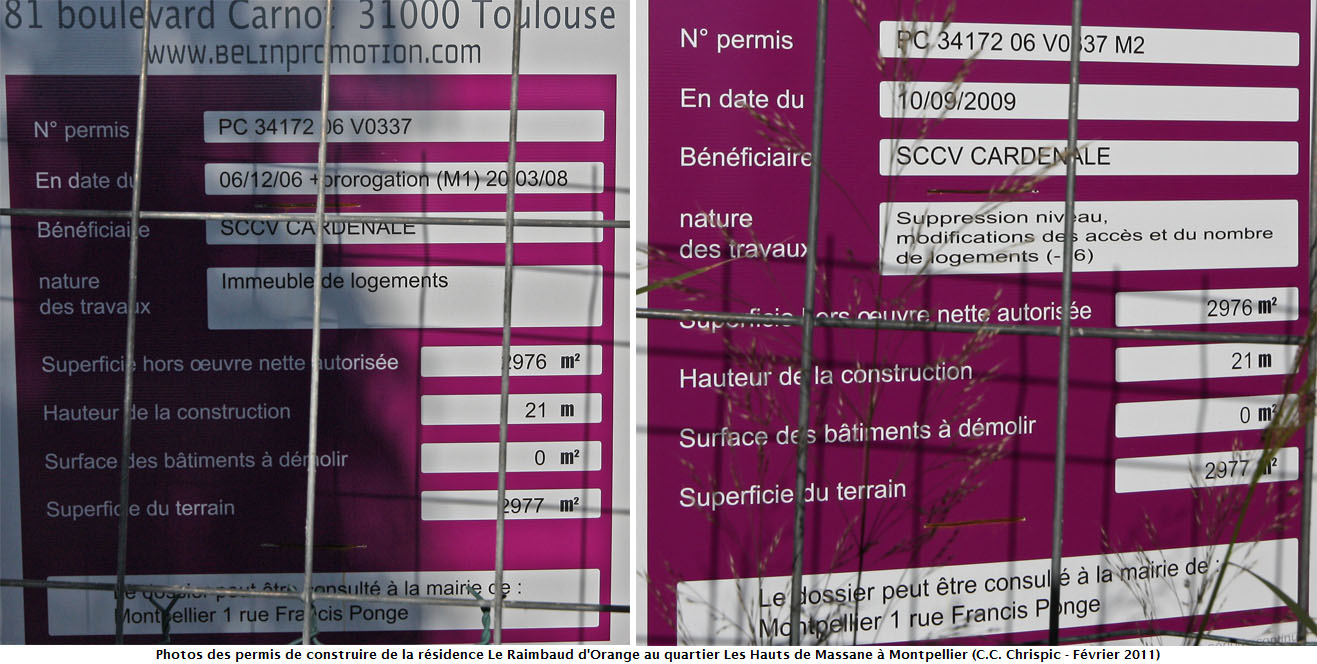 81 boulevard Carnot 31000 Toulouse
www.BELINPROMOTION.com
N° permis PC 34172 06 V0337
En date du 06/12/06 +prorogation (M1) 20/03/08
Bénéficiaire SCCV CARDENALE
nature
des travaux
Immeuble de logements
Superficie hors œuvre nette autorisée 2976 m²
Hauteur de la construction 21 m
Surface des bâtiments à démolir 0 m²
Superficie du terrain 2977 m²
Le dossier peut être consulté à la mairie de :
Montpellier 1 rue Francis Ponge
N° permis PC 34172 06 V0337 M2
En date du 10/09/2009
Bénéficiaire SCCV CARDENALE
nature
des travaux
Suppression niveau,
modifications des accès et du nombre
de logements
Superficie hors œuvre nette autorisée 2976 m²
Hauteur de la construction 21 m
Surface des bâtiments à démolir 0 m²
Superficie du terrain 2977 m²
Le dossier peut être consulté à la mairie de :
Montpellier 1 rue Francis Ponge
Photos des permis de construire de la résidence Le Raimbaud d'Orange au quartier Les Hauts de Massane à Montpellier (C.C. Chrispic - Février 2011)